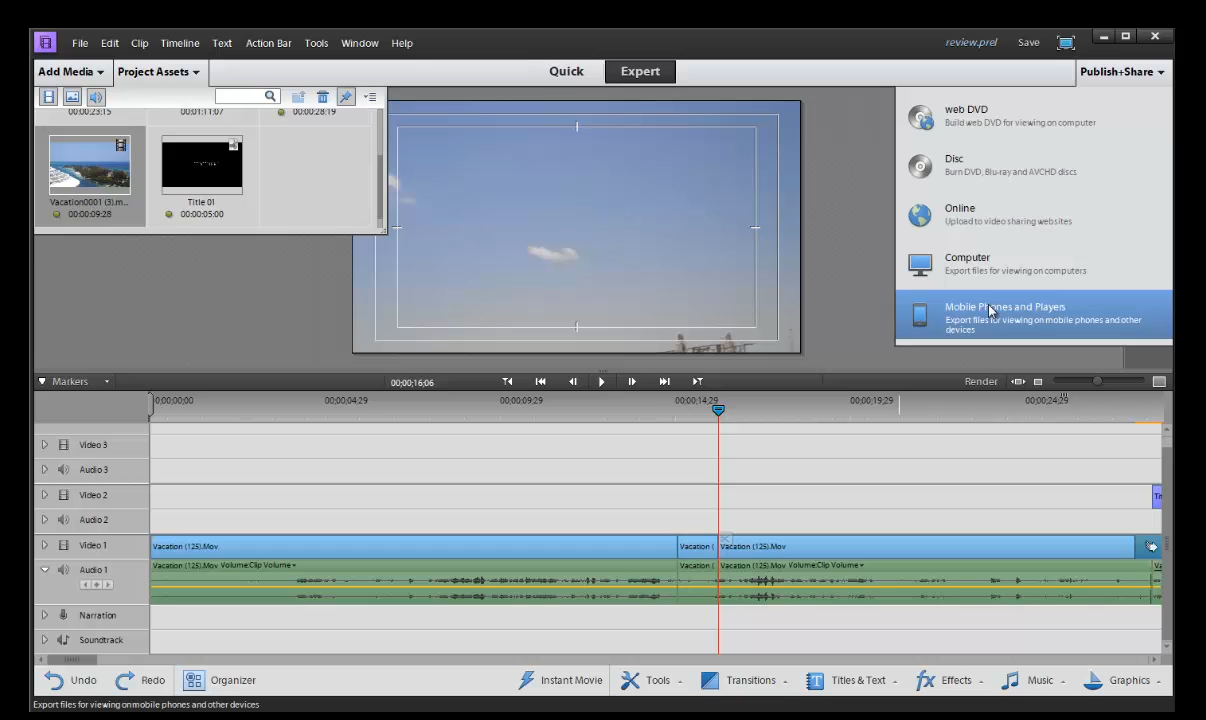 File Edit Clip Timeline Text Action Bar Tools Window Help
review.prel Save
Add Media Project Assets Quick Expert Publish+Share
00:00:23:15 00:01:11:07 00:00:28:19
Vacation0001 (3).m... Title 01
00:00:09:28 00:00:05:00
web DVD
Build web DVD for viewing on computer
Disc
Burn DVD, Blu-ray and AVCHD discs
Online
Upload to video sharing websites
Computer
Export files for viewing on computers
Mobile Phones and Players
Export files for viewing on mobile phones and other
devices
Markers 00;00;16;06 Render
0;00;00;00 00;00;04;29 00;00;09;29 00;00;14;29 00;00;19;29 00;00;24;29
Video 3
Audio 3
Video 2
Audio 2
Video 1 Vacation (125).Mov Vacation ( Vacation (125).Mov
Audio 1 Vacation (125).Mov Volume:Clip Volume Vacation ( Vacation (125).Mov Volume:Clip Volume
Narration
Soundtrack
Undo Redo Organizer Instant Movie Tools Transitions Titles & Text fx Effects Music Graphics
Export files for viewing on mobile phones and other devices